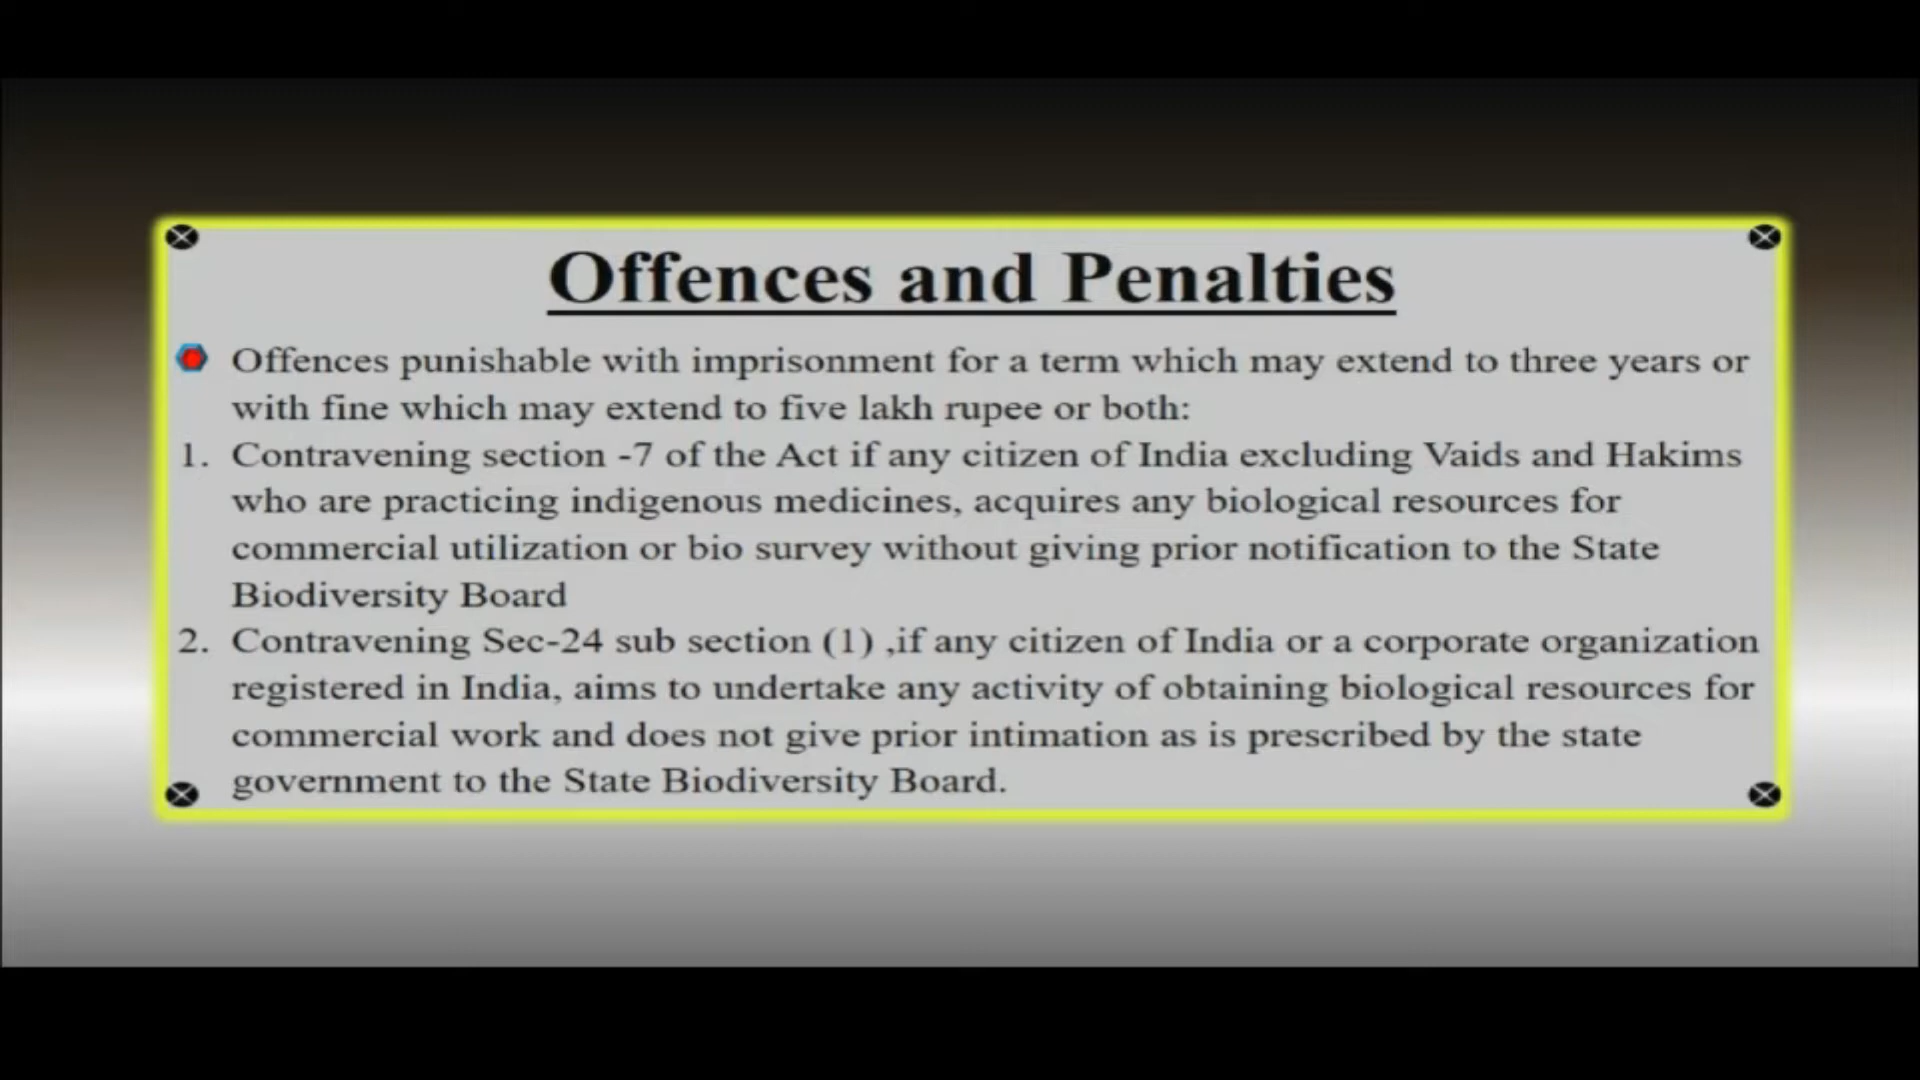 Offences and Penalties
Offences punishable with imprisonment for a term which may extend to three years or
with fine which may extend to five lakh rupee or both:
1. Contravening section -7 of the Act if any citizen of India excluding Vaids and Hakims
who are practicing indigenous medicines, acquires any biological resources for
commercial utilization or bio survey without giving prior notification to the State
Biodiversity Board
2. Contravening Sec-24 sub section (1) ,if any citizen of India or a corporate organization
registered in India, aims to undertake any activity of obtaining biological resources for
commercial work and does not give prior intimation as is prescribed by the state
government to the State Biodiversity Board.